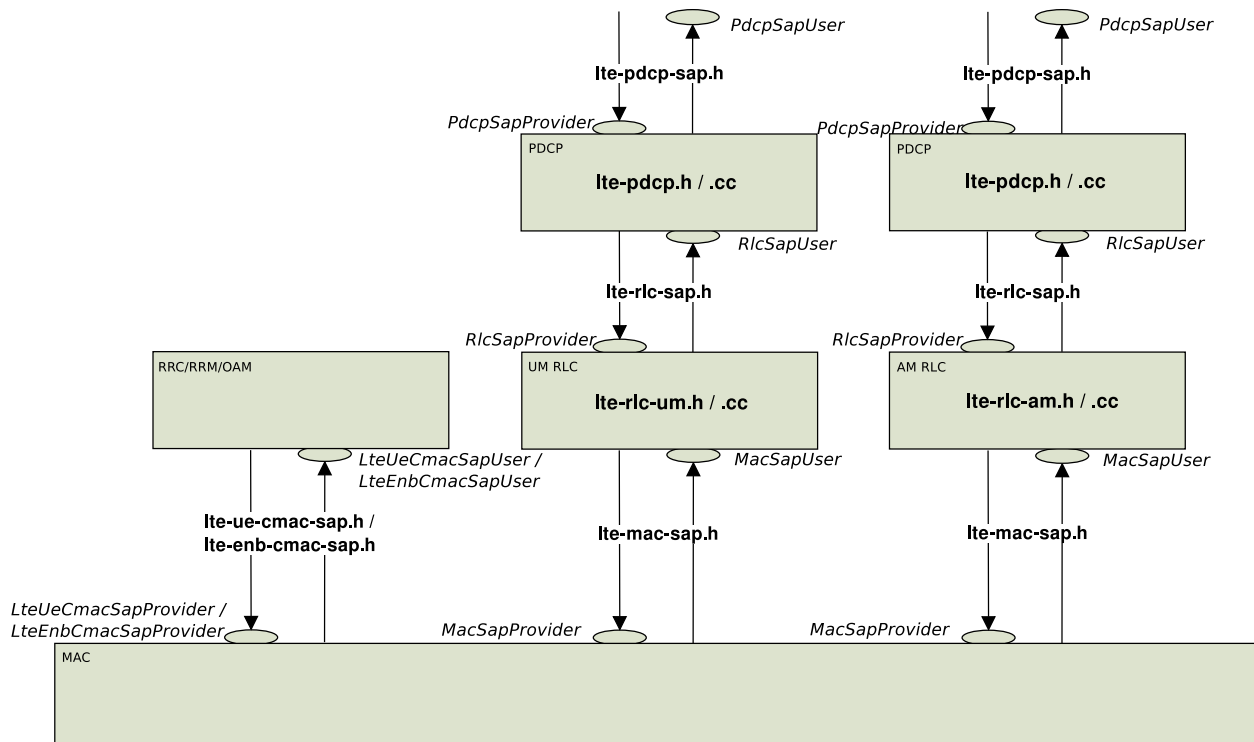 PdcpSapUser
PdcpSapUser
lte-pdcp-sap.h
lte-pdcp-sap.h
PdcpSapProvider
PdcpSapProvider
PDCP
PDCP
lte-pdcp.h / .cc
lte-pdcp.h / .cc
RlcSapUser
RlcSapUser
lte-rlc-sap.h
lte-rlc-sap.h
RlcSapProvider
RlcSapProvider
RRC/RRM/OAM
UM RLC
AM RLC
lte-rlc-um.h / .cc
lte-rlc-am.h / .cc
LteUeCmacSapUser /
LteEnbCmacSapUser
MacSapUser
MacSapUser
lte-ue-cmac-sap.h /
lte-enb-cmac-sap.h
lte-mac-sap.h
lte-mac-sap.h
LteUeCmacSapProvider /
LteEnbCmacSapProvider
MacSapProvider
MacSapProvider
MAC